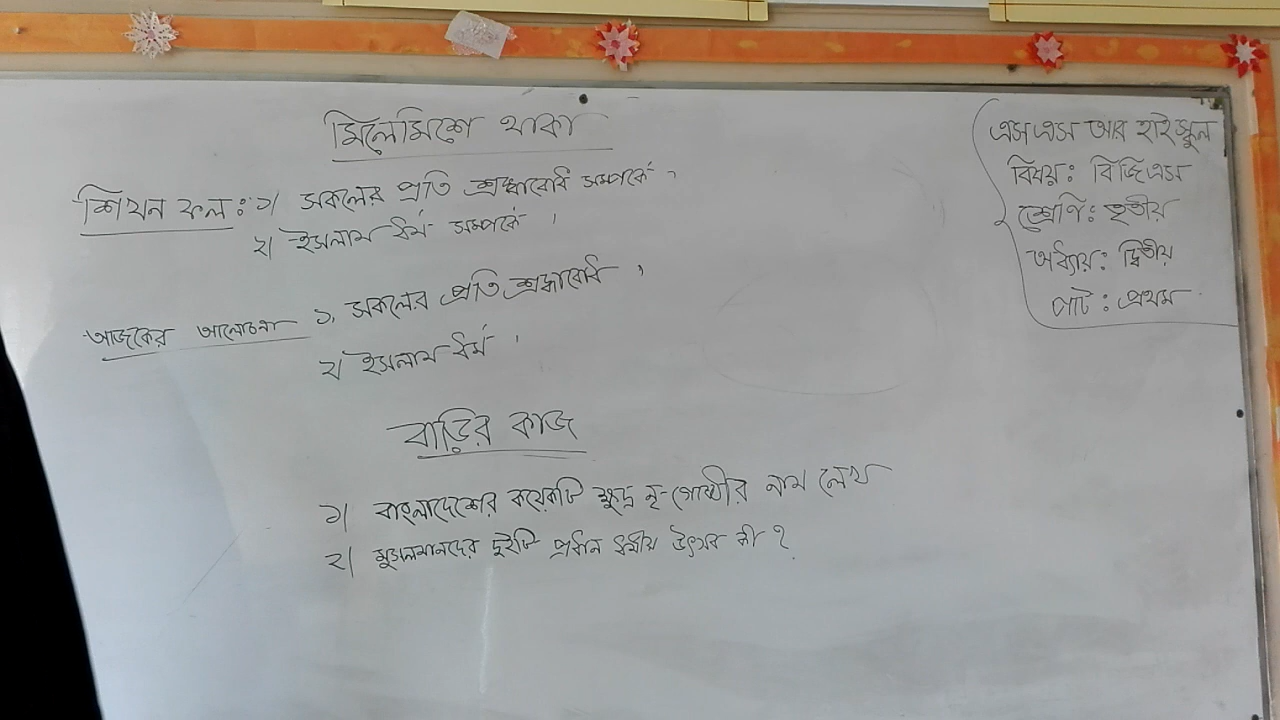 মিলেমিশে থাকা
শিখন ফল: ১। সকলের প্রতি শ্রদ্ধাবোধ সম্পর্কে।
২। ইসলাম ধর্ম সম্পর্কে।
আজকের আলোচনা ১. সকলের প্রতি শ্রদ্ধাবোধ।
২। ইসলাম ধর্ম।
বাড়ির কাজ
১। বাংলাদেশের কয়েকটি ক্ষুদ্র নৃ-গোষ্ঠীর নাম লেখ
২। মুসলমানদের দুইটি প্রধান ধর্মীয় উৎসব কী?
এস এস আর হাই স্কুল
বিষয়: বিজিএস
শ্রেণি: তৃতীয়
অধ্যায়: দ্বিতীয়
পাট: প্রথম